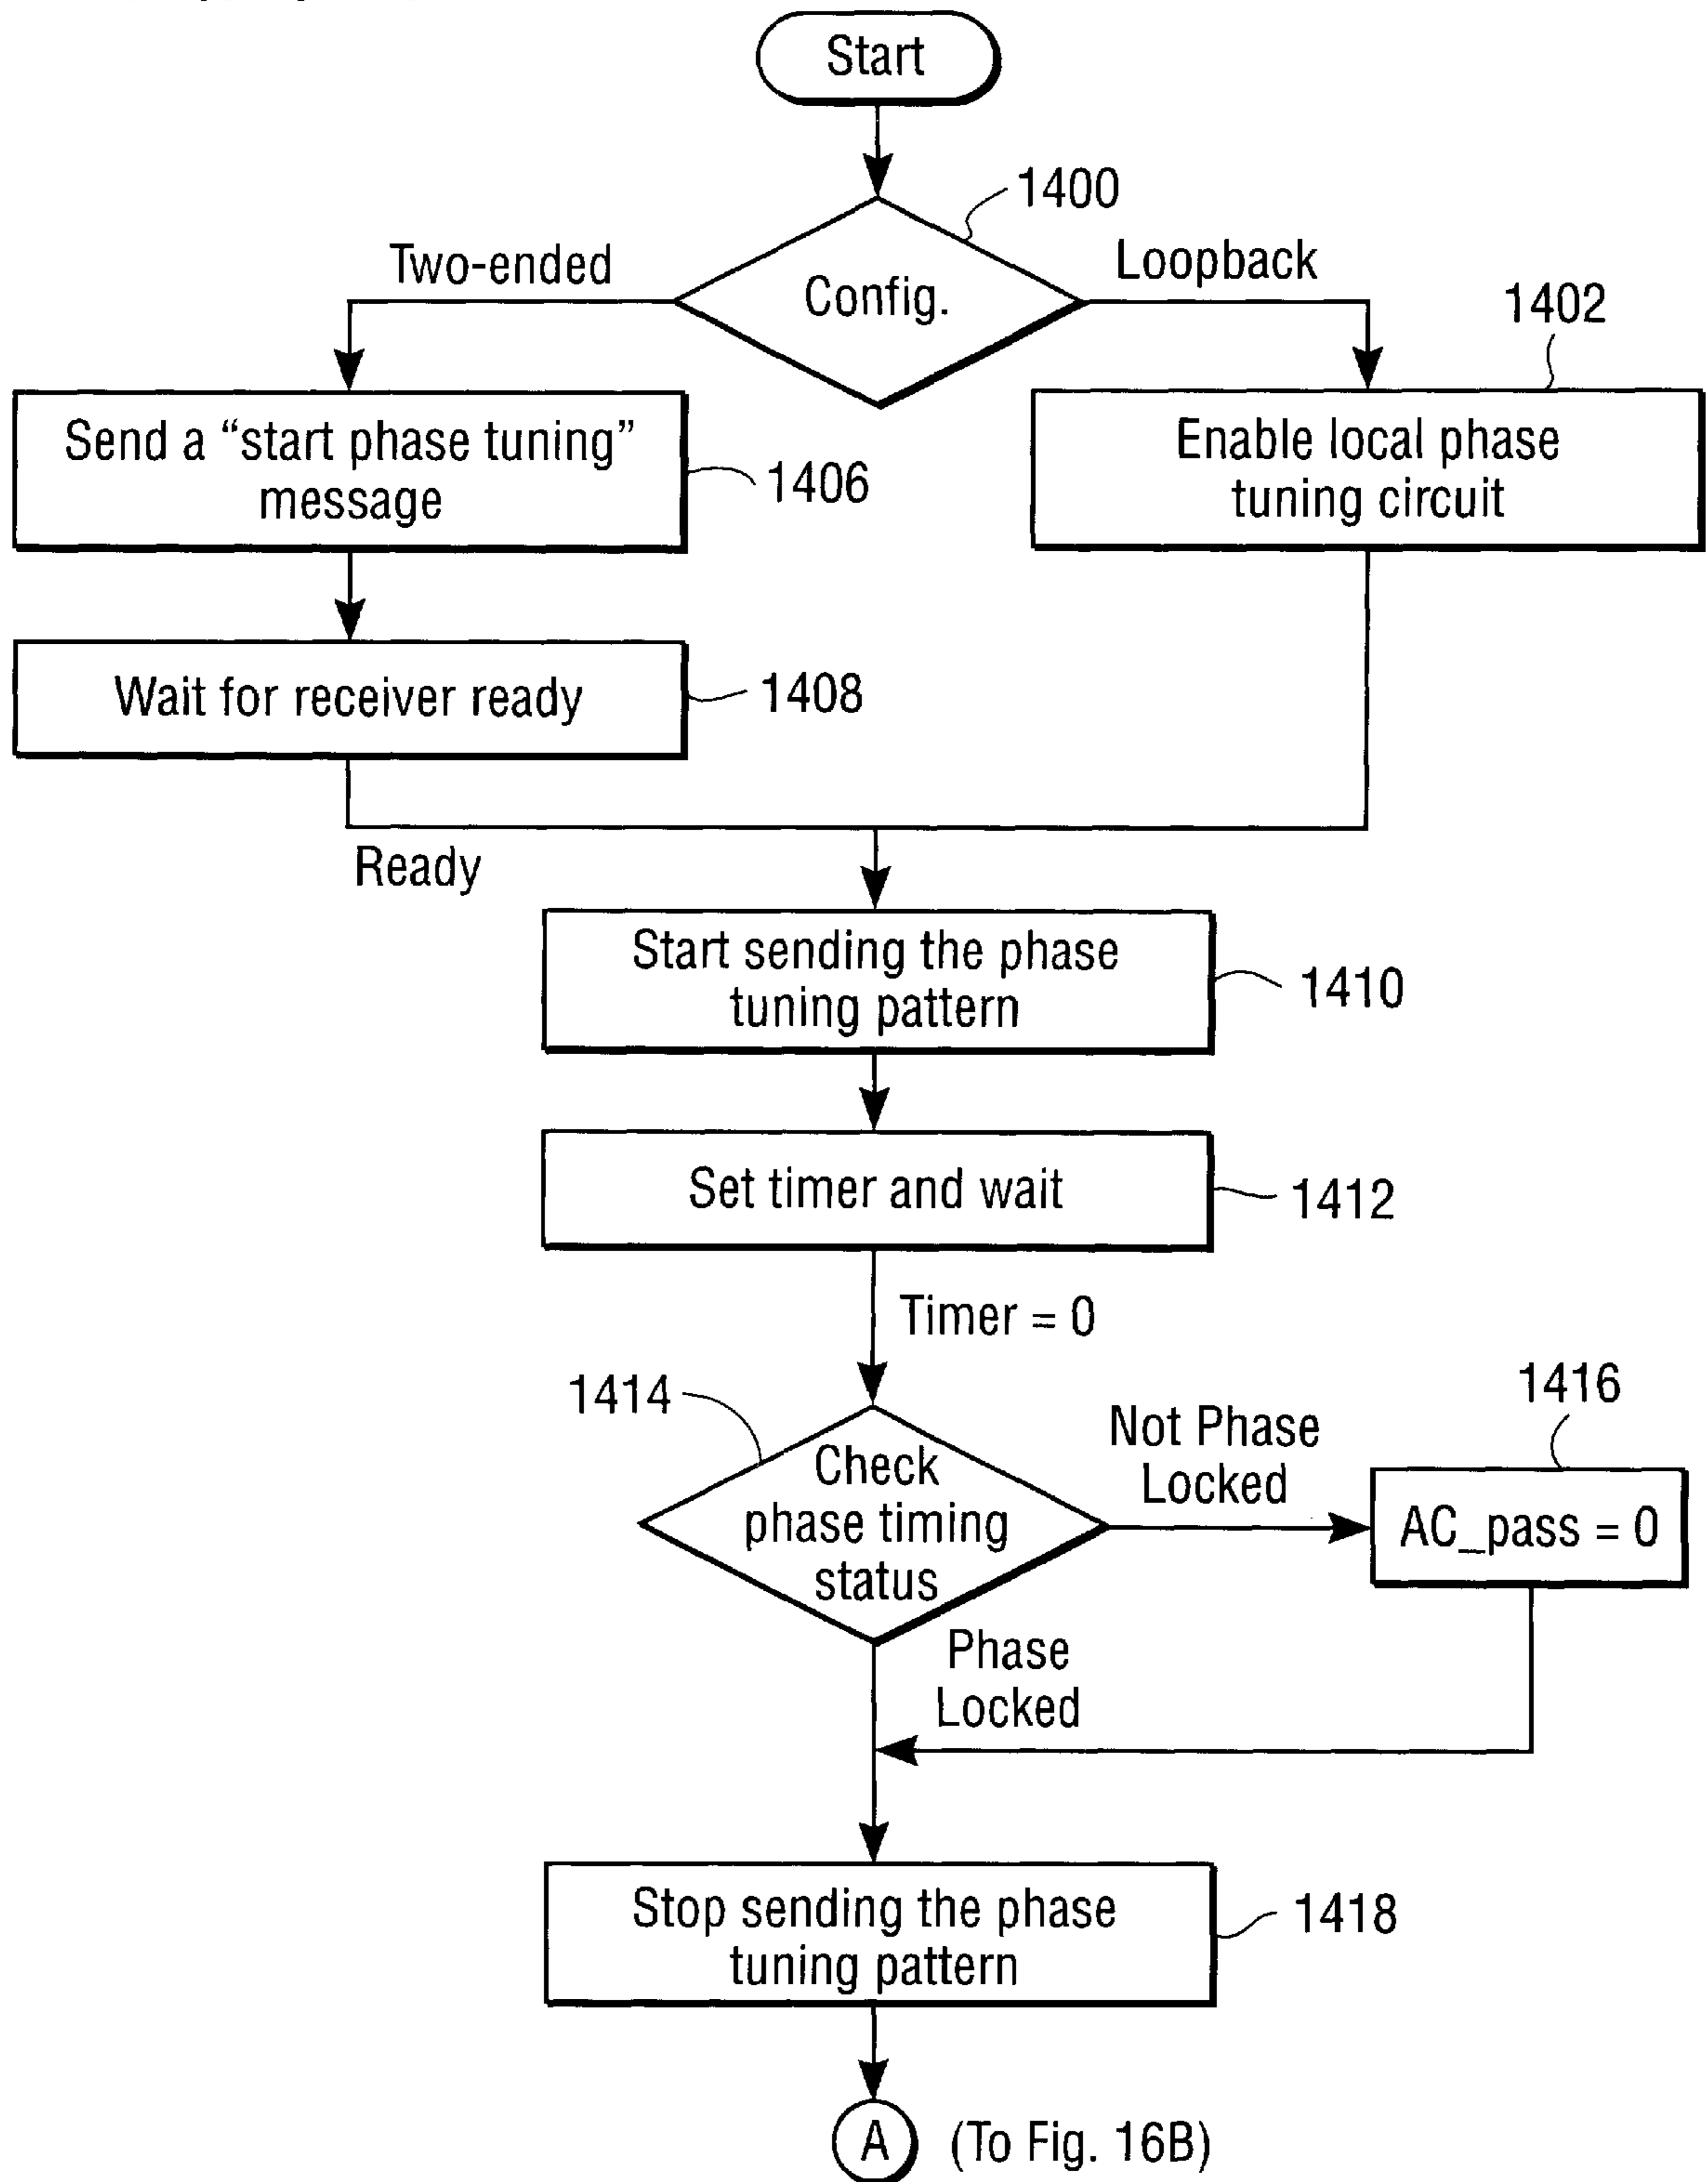 Start
1400
Two-ended
Loopback
Config.
1402
Send a “start phase tuning”
message
1406
Enable local phase
tuning circuit
Wait for receiver ready
1408
Ready
Start sending the phase
tuning pattern
1410
Set timer and wait
1412
Timer = 0
1414
Check
phase timing
status
Not Phase
Locked
1416
AC_pass = 0
Phase
Locked
Stop sending the phase
tuning pattern
1418
A
(To Fig. 16B)